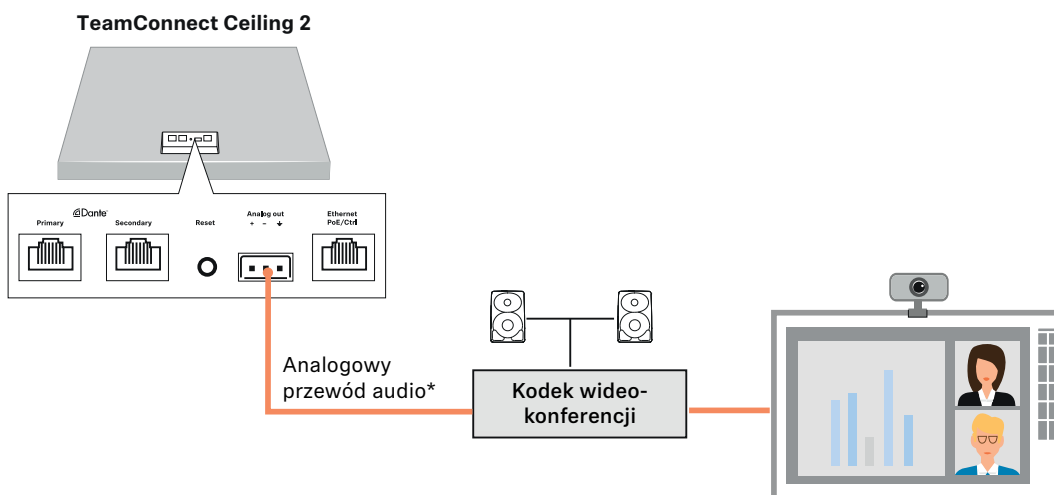 TeamConnect Ceiling 2
Dante
Primary
Secondary
Reset
Analog out
+ -
Ethernet
PoE/Ctrl
Analogowy
przewód audio*
Kodek wideo-
konferencji